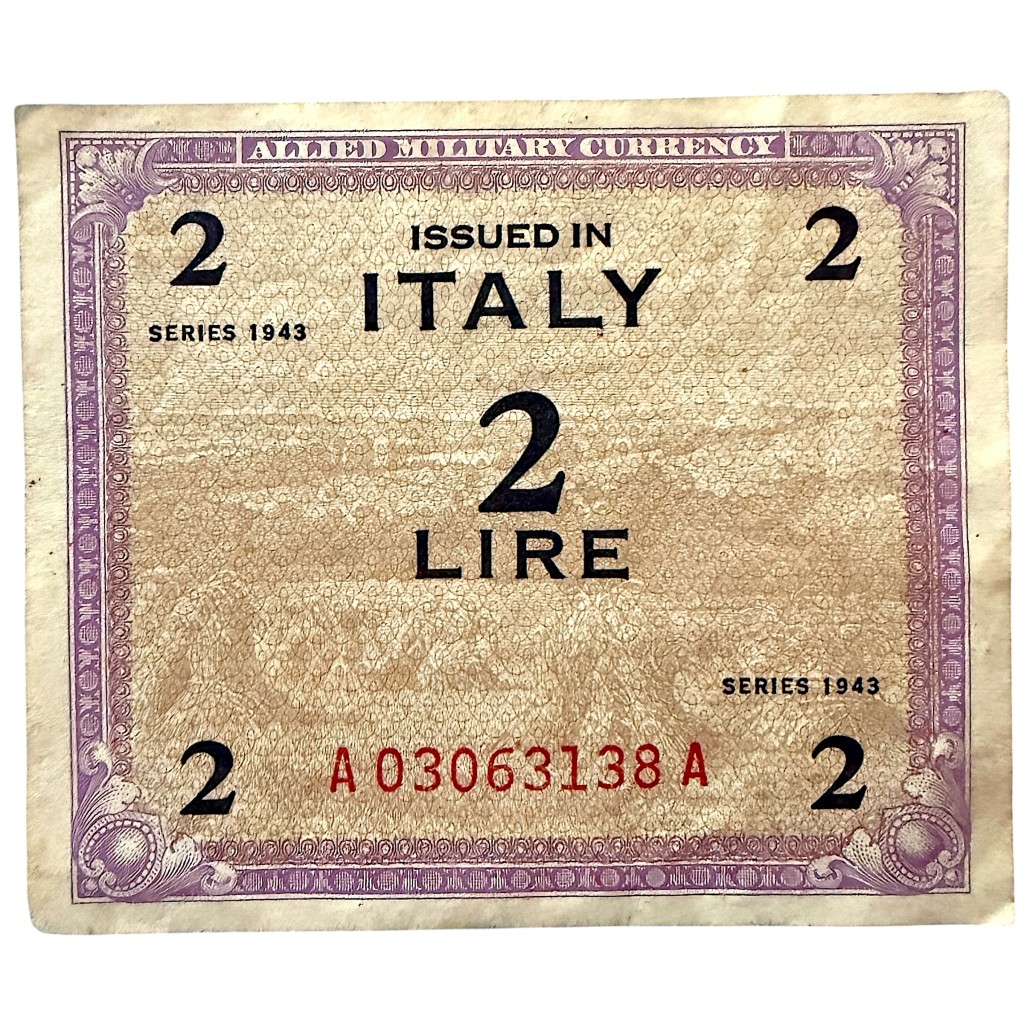 ALLIED MILITARY CURRENCY
2 2
ISSUED IN
ITALY
SERIES 1943
2
LIRE
SERIES 1943
2 A 03063138 A 2